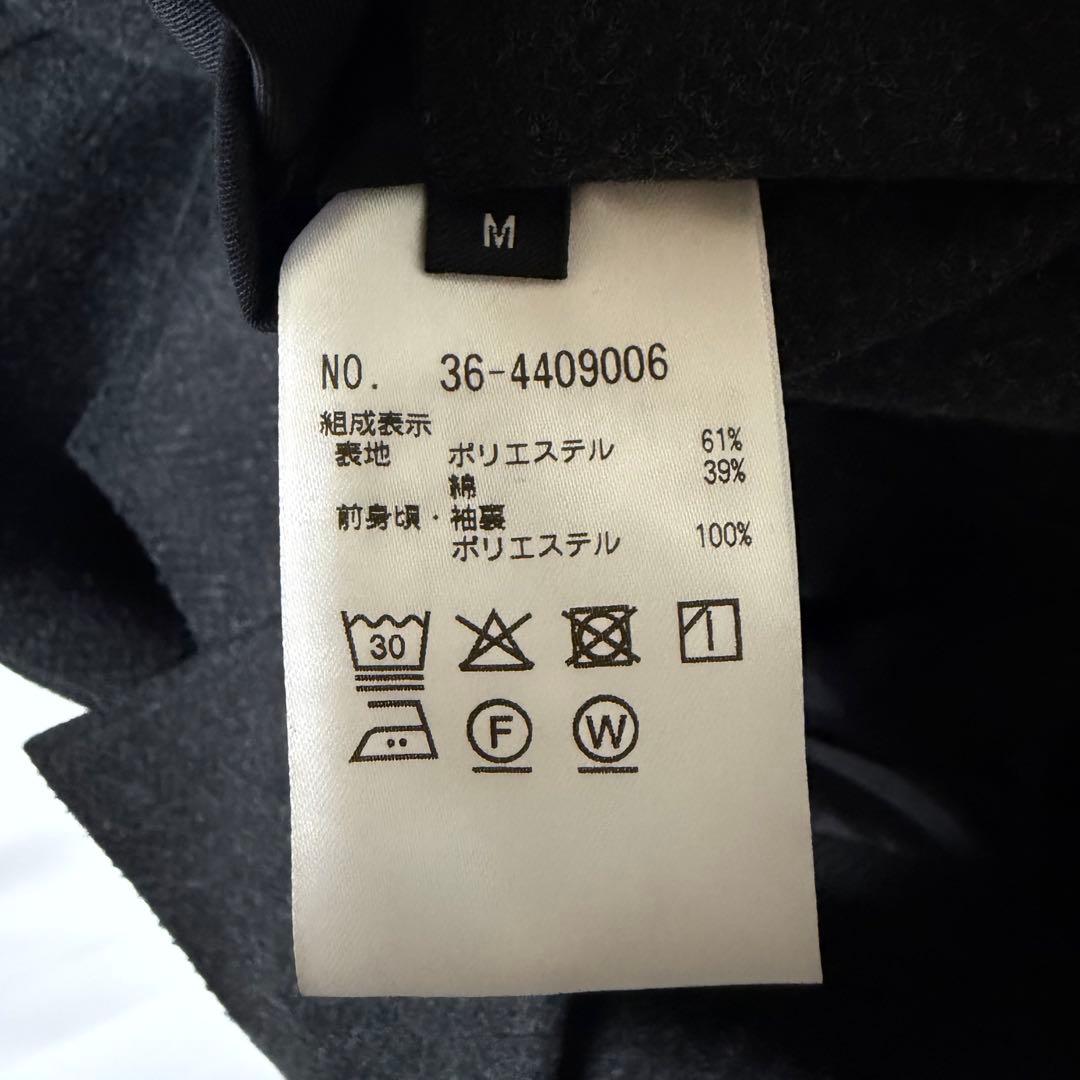 M
NO. 36-4409006
組成表示
表地 ポリエステル 61%
綿 39%
前身頃・袖裏
ポリエステル 100%
30
F W